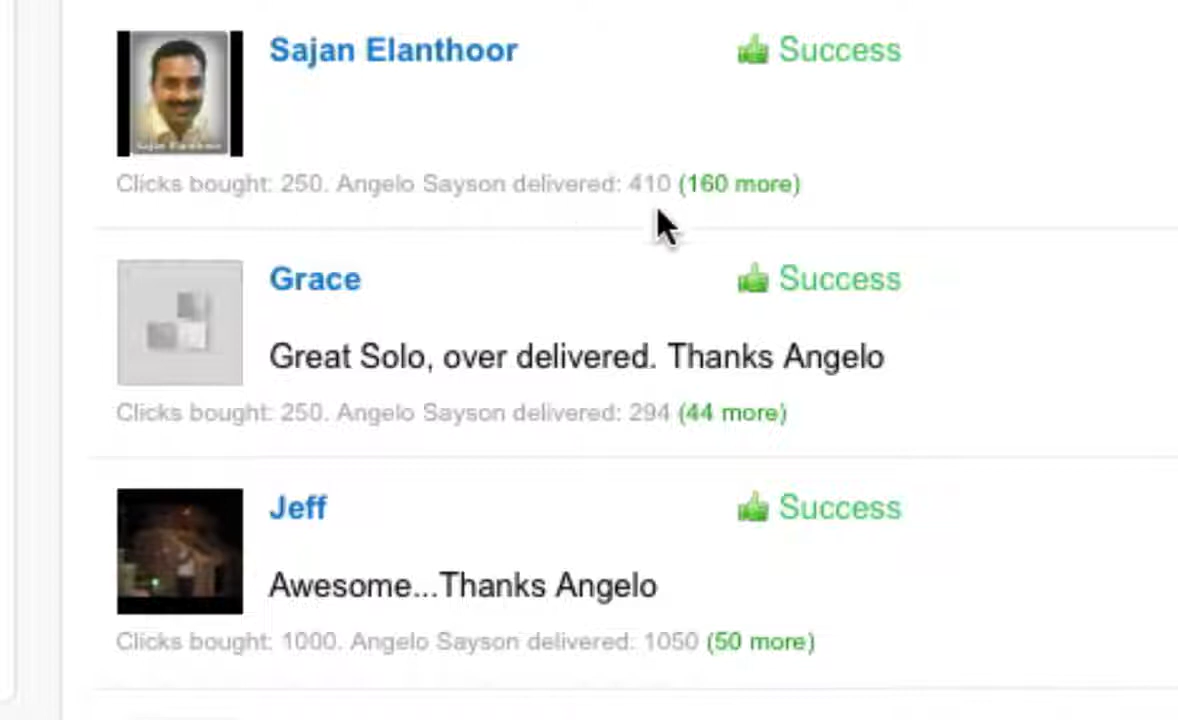 Sajan Elanthoor Success
Sajan Elanthoor
Clicks bought: 250. Angelo Sayson delivered: 410 (160 more)
Grace Success
Great Solo, over delivered. Thanks Angelo
Clicks bought: 250. Angelo Sayson delivered: 294 (44 more)
Jeff Success
Awesome...Thanks Angelo
Clicks bought: 1000. Angelo Sayson delivered: 1050 (50 more)